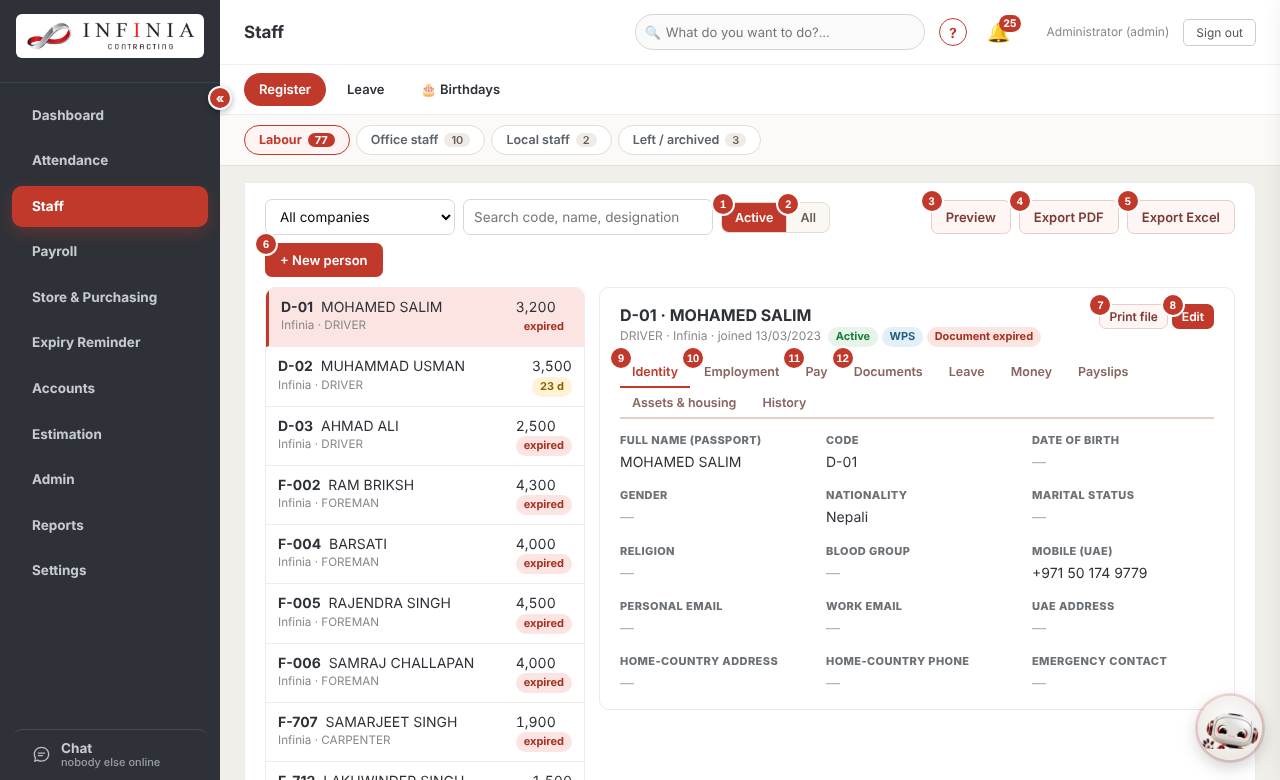 INFINIA
CONTRACTING
Staff
What do you want to do?...
?
25
Administrator (admin)
Sign out
«
Register
Leave
Birthdays
Labour 77
Office staff 10
Local staff 2
Left / archived 3
Dashboard
Attendance
Staff
Payroll
Store & Purchasing
Expiry Reminder
Accounts
Estimation
Admin
Reports
Settings
Chat
nobody else online
All companies
Search code, name, designation
1
Active
2
All
3
Preview
4
Export PDF
5
Export Excel
6
+ New person
D-01 MOHAMED SALIM 3,200
Infinia · DRIVER expired
D-02 MUHAMMAD USMAN 3,500
Infinia · DRIVER 23 d
D-03 AHMAD ALI 2,500
Infinia · DRIVER expired
F-002 RAM BRIKSH 4,300
Infinia · FOREMAN expired
F-004 BARSATI 4,000
Infinia · FOREMAN expired
F-005 RAJENDRA SINGH 4,500
Infinia · FOREMAN expired
F-006 SAMRAJ CHALLAPAN 4,000
Infinia · FOREMAN expired
F-707 SAMARJEET SINGH 1,900
Infinia · CARPENTER expired
D-01 · MOHAMED SALIM
7
Print file
8
Edit
DRIVER · Infinia · joined 13/03/2023 Active WPS Document expired
9
Identity
10
Employment
11
Pay
12
Documents
Leave
Money
Payslips
Assets & housing
History
FULL NAME (PASSPORT) CODE DATE OF BIRTH
MOHAMED SALIM D-01 —
GENDER NATIONALITY MARITAL STATUS
— Nepali —
RELIGION BLOOD GROUP MOBILE (UAE)
— — +971 50 174 9779
PERSONAL EMAIL WORK EMAIL UAE ADDRESS
— — —
HOME-COUNTRY ADDRESS HOME-COUNTRY PHONE EMERGENCY CONTACT
— — —